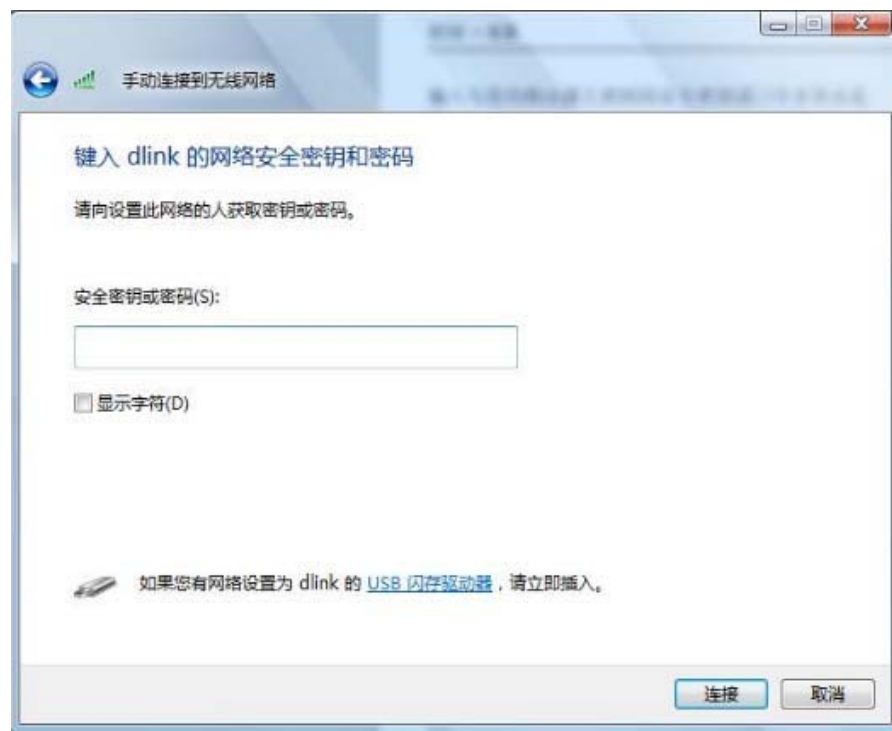 手动连接到无线网络
键入 dlink 的网络安全密钥和密码
请向设置此网络的人获取密钥或密码。
安全密钥或密码(S):
显示字符(D)
如果您有网络设置为 dlink 的 USB 闪存驱动器，请立即插入。
连接 取消